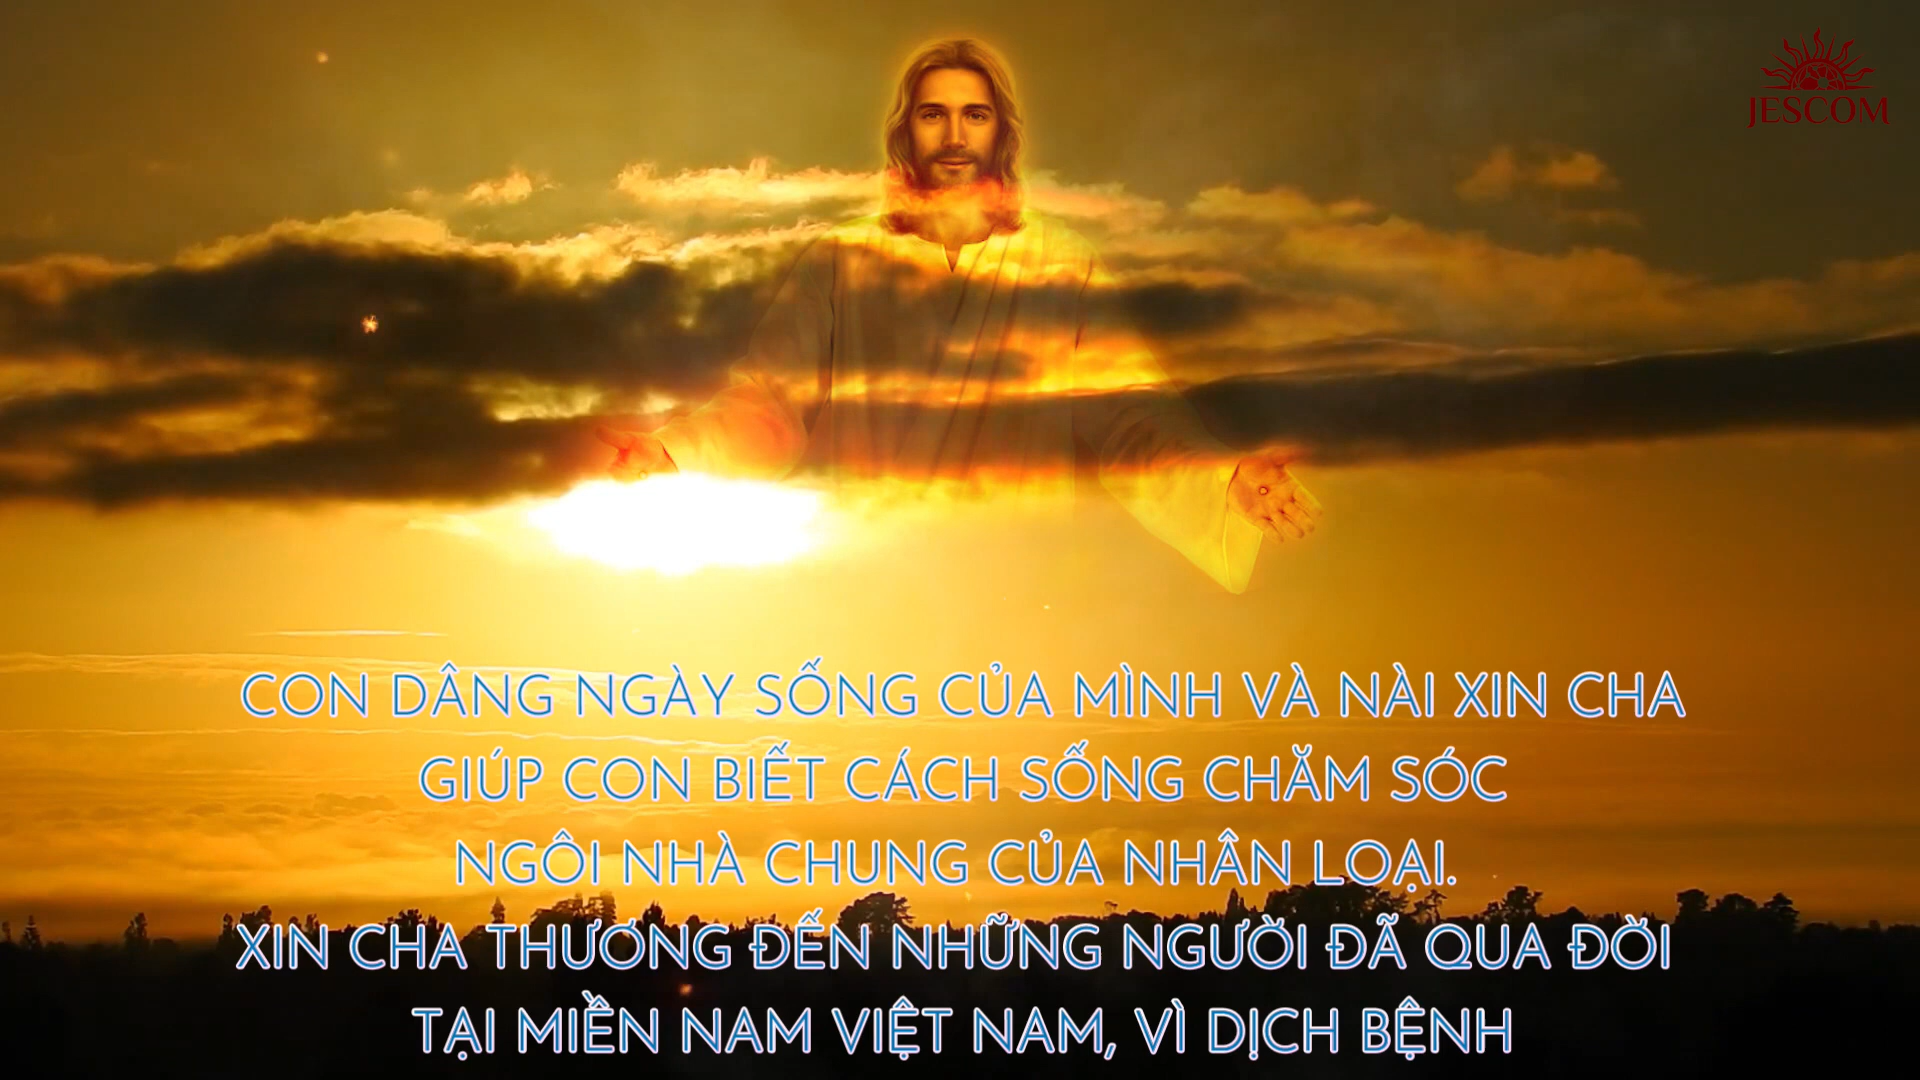 JESCOM
CON DÂNG NGÀY SỐNG CỦA MÌNH VÀ NÀI XIN CHA
GIÚP CON BIẾT CÁCH SỐNG CHĂM SÓC
NGÔI NHÀ CHUNG CỦA NHÂN LOẠI.
XIN CHA THƯƠNG ĐẾN NHỮNG NGƯỜI ĐÃ QUA ĐỜI
TẠI MIỀN NAM VIỆT NAM, VÌ DỊCH BỆNH